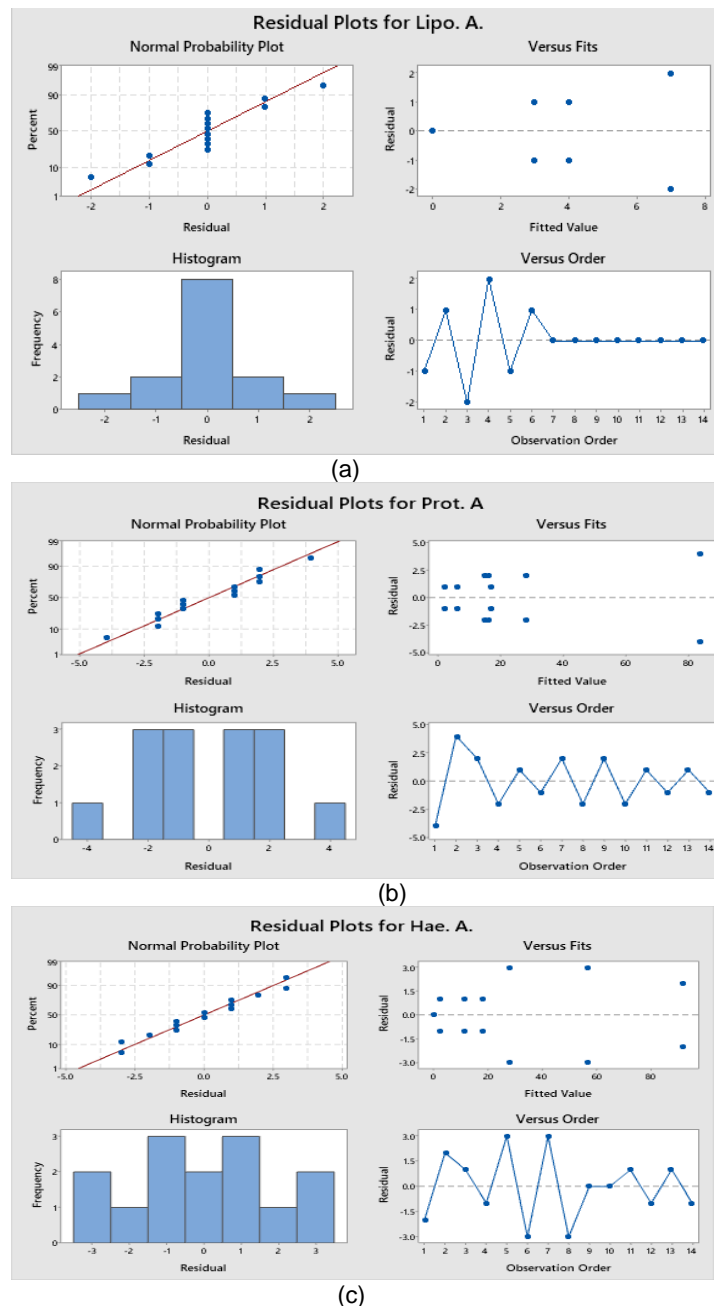 Residual Plots for Lipo. A.
Normal Probability Plot
Versus Fits
99
90
50
10
1
Percent
-2 -1 0 1 2
Residual
2
1
0
-1
-2
Residual
0 2 4 6 8
Fitted Value
Histogram
Versus Order
8
6
4
2
0
Frequency
-2 -1 0 1 2
Residual
2
1
0
-1
-2
Residual
1 2 3 4 5 6 7 8 9 10 11 12 13 14
Observation Order
(a)
Residual Plots for Prot. A
Normal Probability Plot
Versus Fits
99
90
50
10
1
Percent
-5.0 -2.5 0.0 2.5 5.0
Residual
5.0
2.5
0.0
-2.5
-5.0
Residual
0 20 40 60 80
Fitted Value
Histogram
Versus Order
3
2
1
0
Frequency
-4 -2 0 2 4
Residual
5.0
2.5
0.0
-2.5
-5.0
Residual
1 2 3 4 5 6 7 8 9 10 11 12 13 14
Observation Order
(b)
Residual Plots for Hae. A.
Normal Probability Plot
Versus Fits
99
90
50
10
1
Percent
-5.0 -2.5 0.0 2.5 5.0
Residual
3.0
1.5
0.0
-1.5
-3.0
Residual
0 20 40 60 80
Fitted Value
Histogram
Versus Order
3
2
1
0
Frequency
-3 -2 -1 0 1 2 3
Residual
3.0
1.5
0.0
-1.5
-3.0
Residual
1 2 3 4 5 6 7 8 9 10 11 12 13 14
Observation Order
(c)